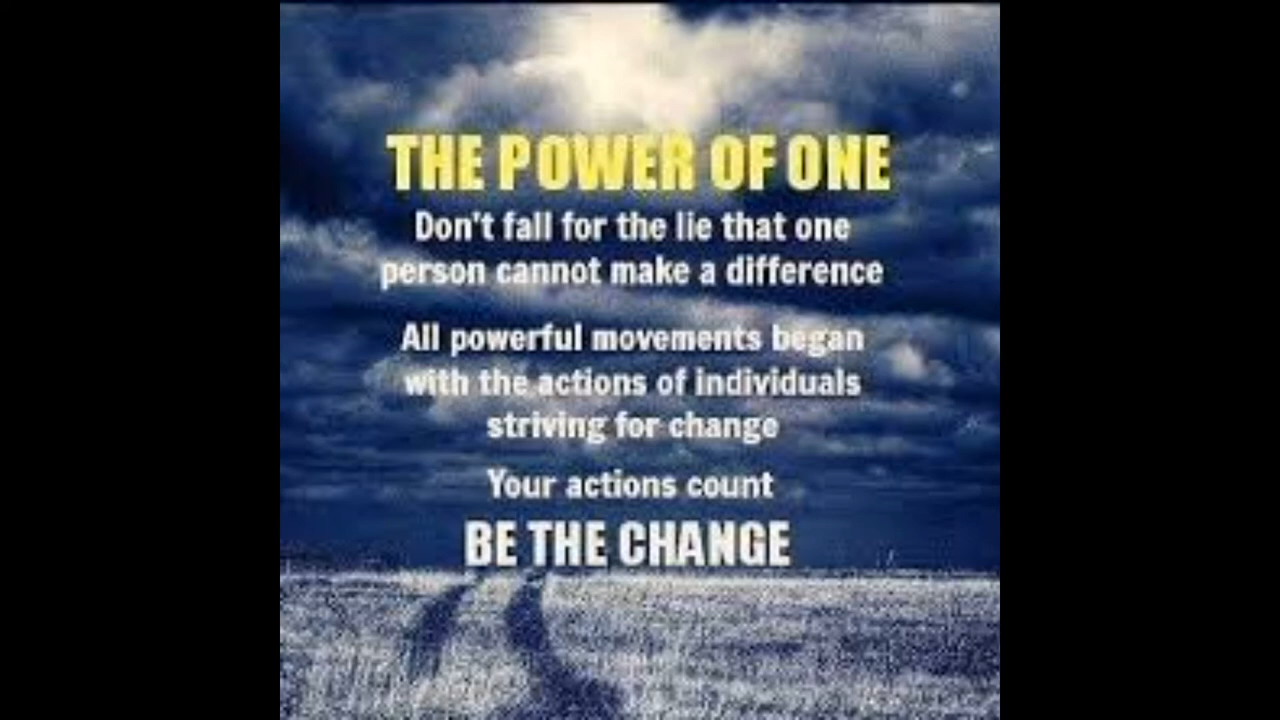 THE POWER OF ONE
Don't fall for the lie that one
person cannot make a difference
All powerful movements began
with the actions of individuals
striving for change
Your actions count
BE THE CHANGE